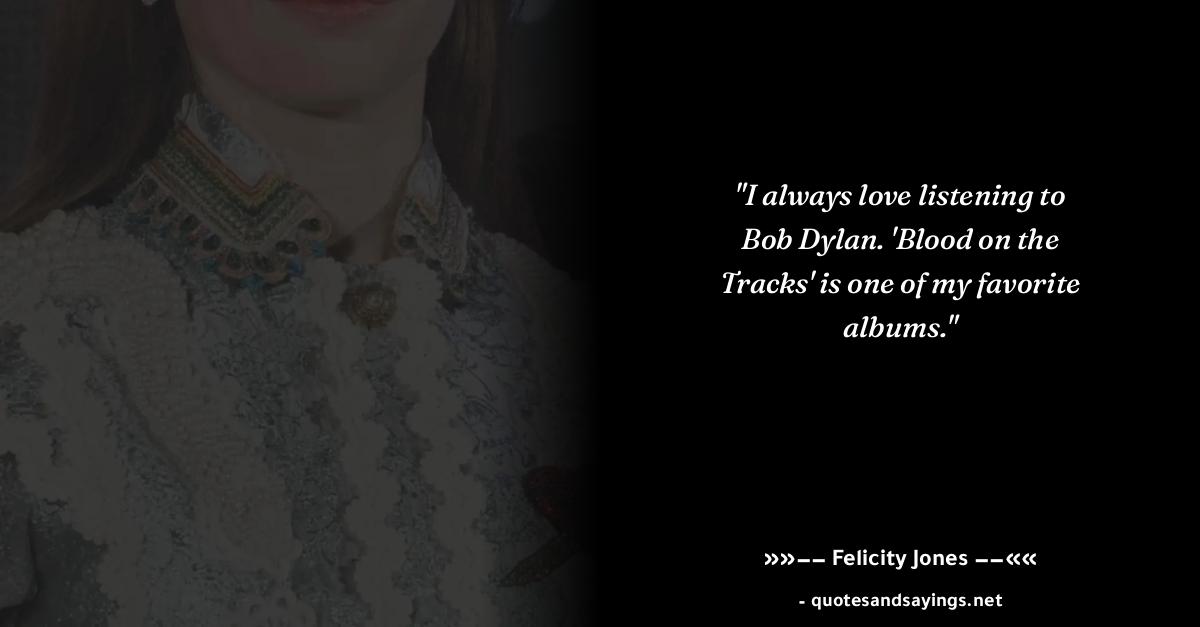 "I always love listening to
Bob Dylan. 'Blood on the
Tracks' is one of my favorite
albums."
»»−− Felicity Jones −−««
- quotesandsayings.net